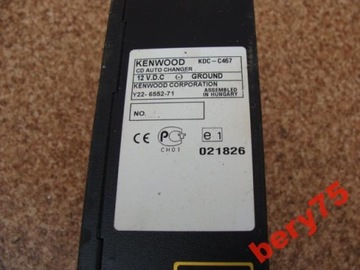 KENWOOD KDC-C467
CD AUTO CHANGER
12 V.D.C (-) GROUND
KENWOOD CORPORATION
Y22-6552-71 ASSEMBLED IN HUNGARY
NO.
CE PC e1
CH01
021826
bery75